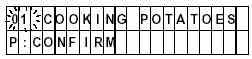 01 COOKING POTATOES
P:CONFIRM